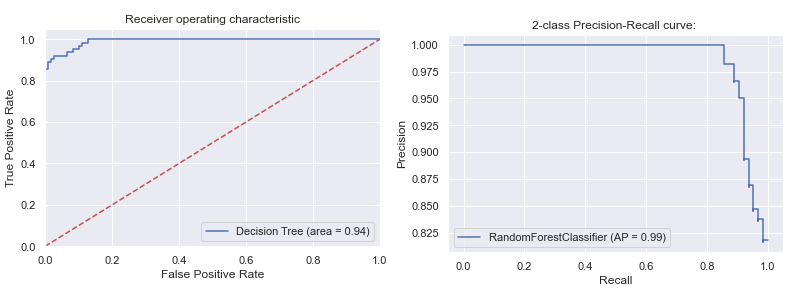 Receiver operating characteristic
1.0
0.8
0.6
0.4
0.2
0.0
True Positive Rate
Decision Tree (area = 0.94)
0.0 0.2 0.4 0.6 0.8 1.0
False Positive Rate
2-class Precision-Recall curve:
1.000
0.975
0.950
0.925
0.900
0.875
0.850
0.825
Precision
RandomForestClassifier (AP = 0.99)
0.0 0.2 0.4 0.6 0.8 1.0
Recall